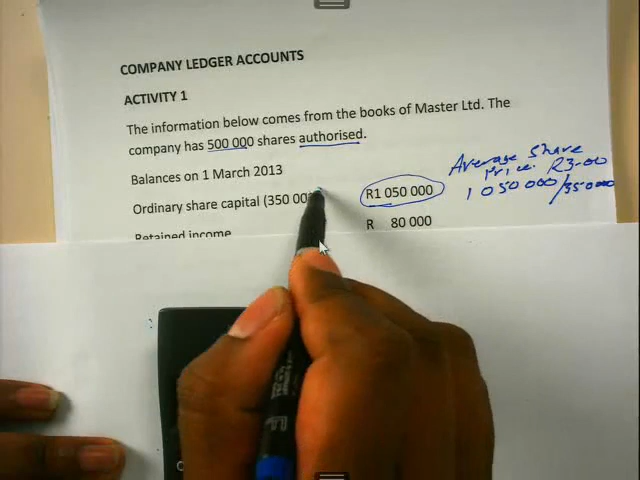 COMPANY LEDGER ACCOUNTS
ACTIVITY 1
The information below comes from the books of Master Ltd. The
company has 500 000 shares authorised.
Balances on 1 March 2013
Ordinary share capital (350 00 R1 050 000
Retained income R 80 000
Average share
price. R3-00
1 050 000/350 000